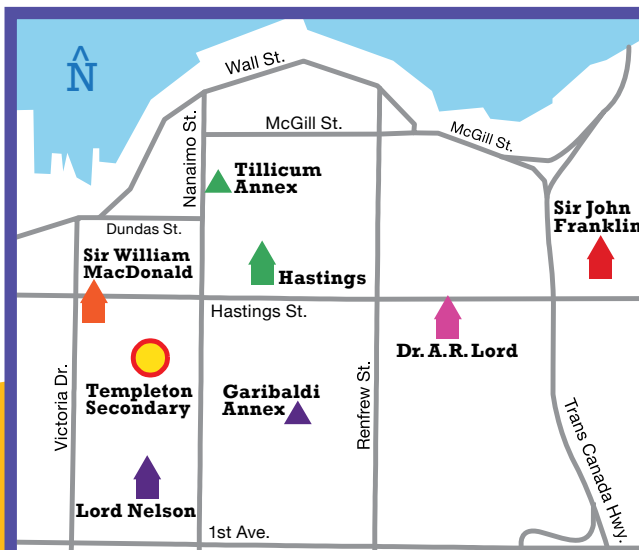 N
Wall St.
McGill St.
McGill St.
Nanaimo St.
Tillicum
Annex
Sir John
Franklin
Dundas St.
Sir William
MacDonald
Hastings
Hastings St.
Dr. A.R. Lord
Victoria Dr.
Templeton
Secondary
Garibaldi
Annex
Renfrew St.
Trans Canada Hwy.
Lord Nelson
1st Ave.